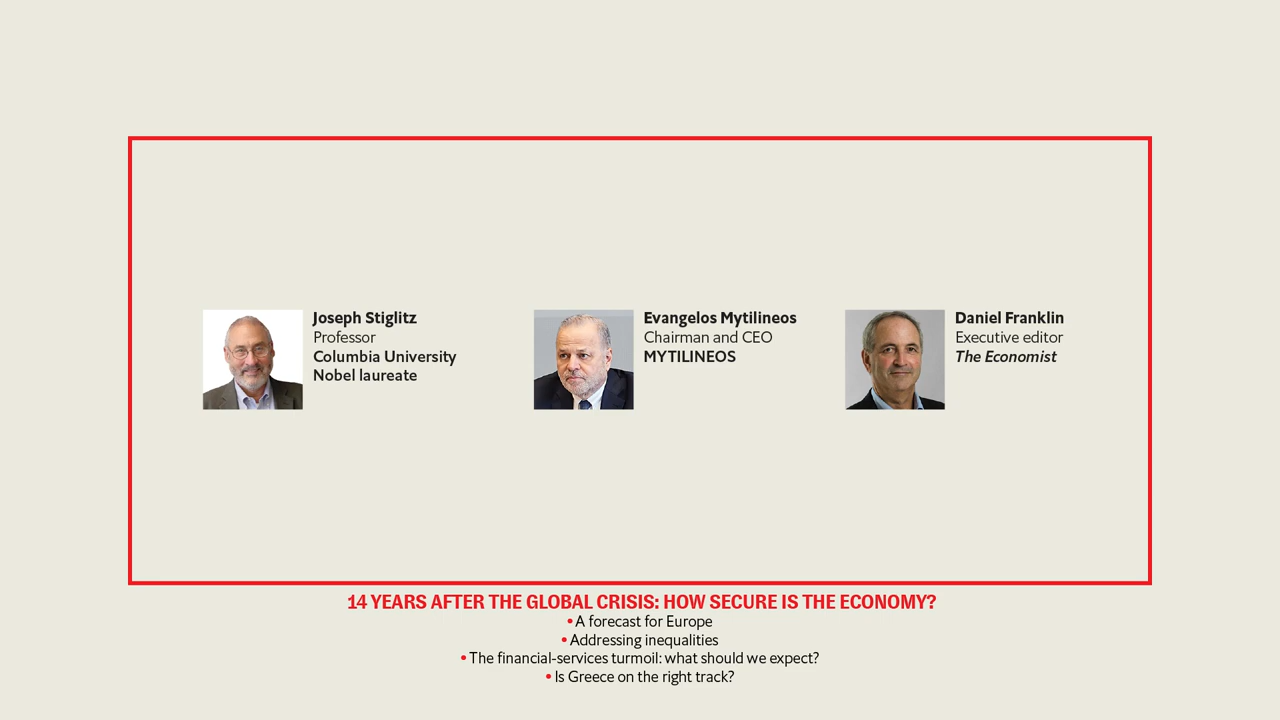 Joseph Stiglitz
Professor
Columbia University
Nobel laureate
Evangelos Mytilineos
Chairman and CEO
MYTILINEOS
Daniel Franklin
Executive editor
The Economist
14 YEARS AFTER THE GLOBAL CRISIS: HOW SECURE IS THE ECONOMY?
• A forecast for Europe
• Addressing inequalities
• The financial-services turmoil: what should we expect?
• Is Greece on the right track?